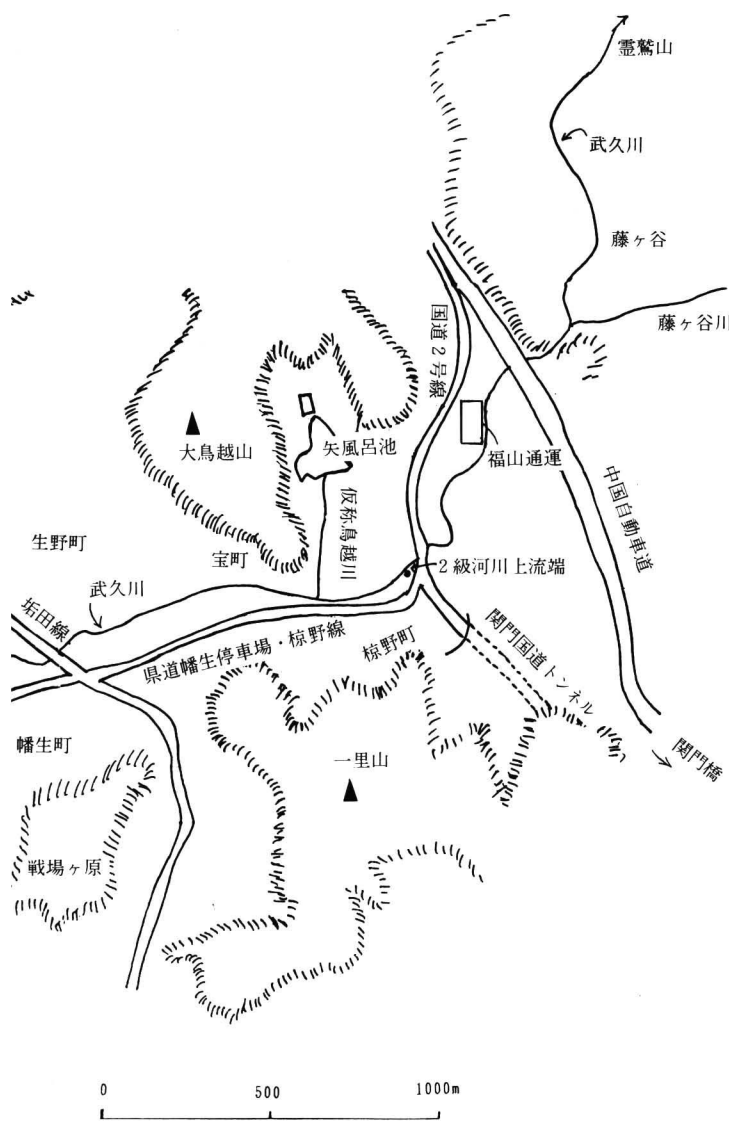 霊鷲山
武久川
藤ヶ谷
藤ヶ谷川
国道2号線
矢風呂池
大鳥越山
福山通運
中国自動車道
仮称鳥越川
生野町
宝町
武久川
2級河川上流端
垢田線
県道幡生停車場・椋野線
椋野町
関門国道トンネル
幡生町
一里山
関門橋
戦場ヶ原
0 500 1000m